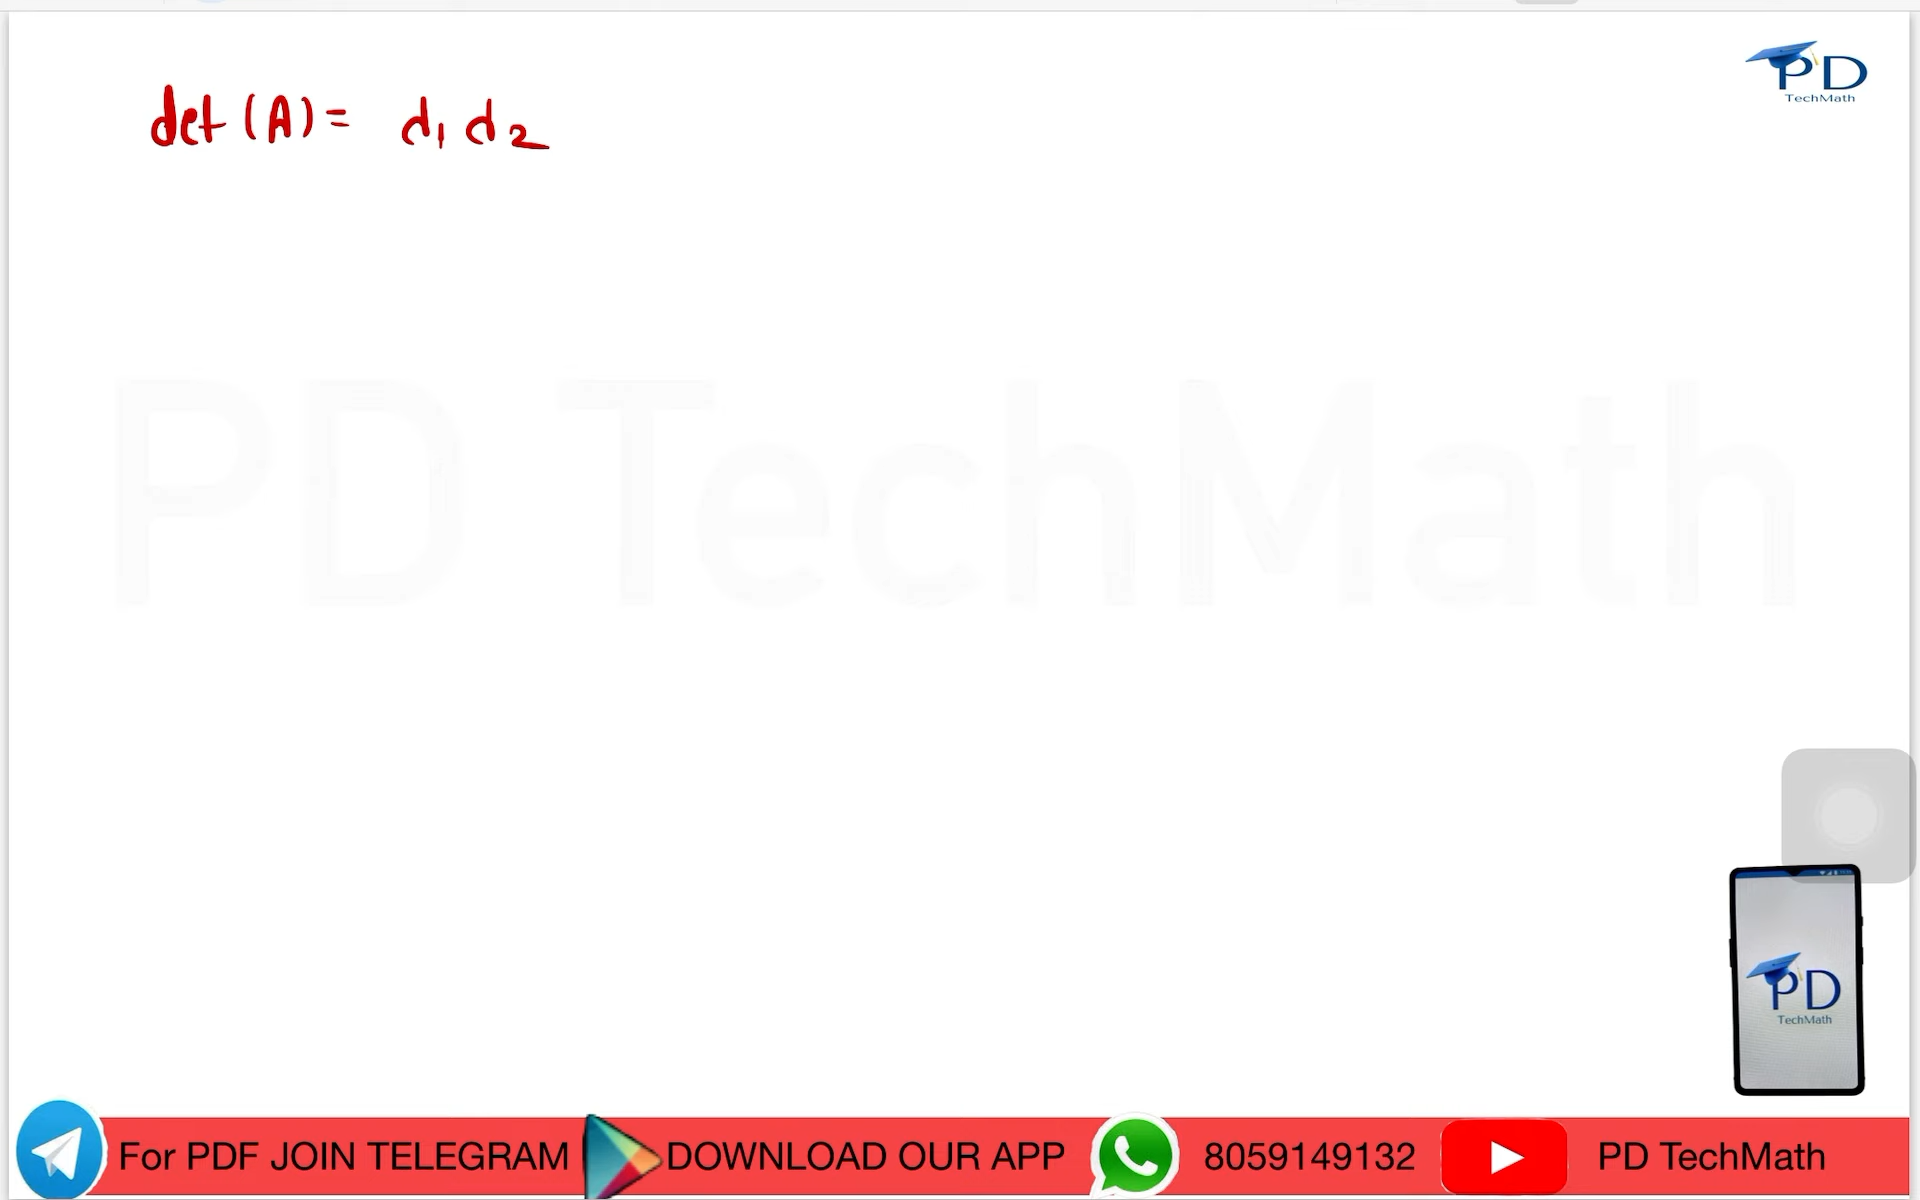 det (A) = d₁ d₂
PD
TechMath
PD TechMath
PD
TechMath
For PDF JOIN TELEGRAM DOWNLOAD OUR APP 8059149132 PD TechMath